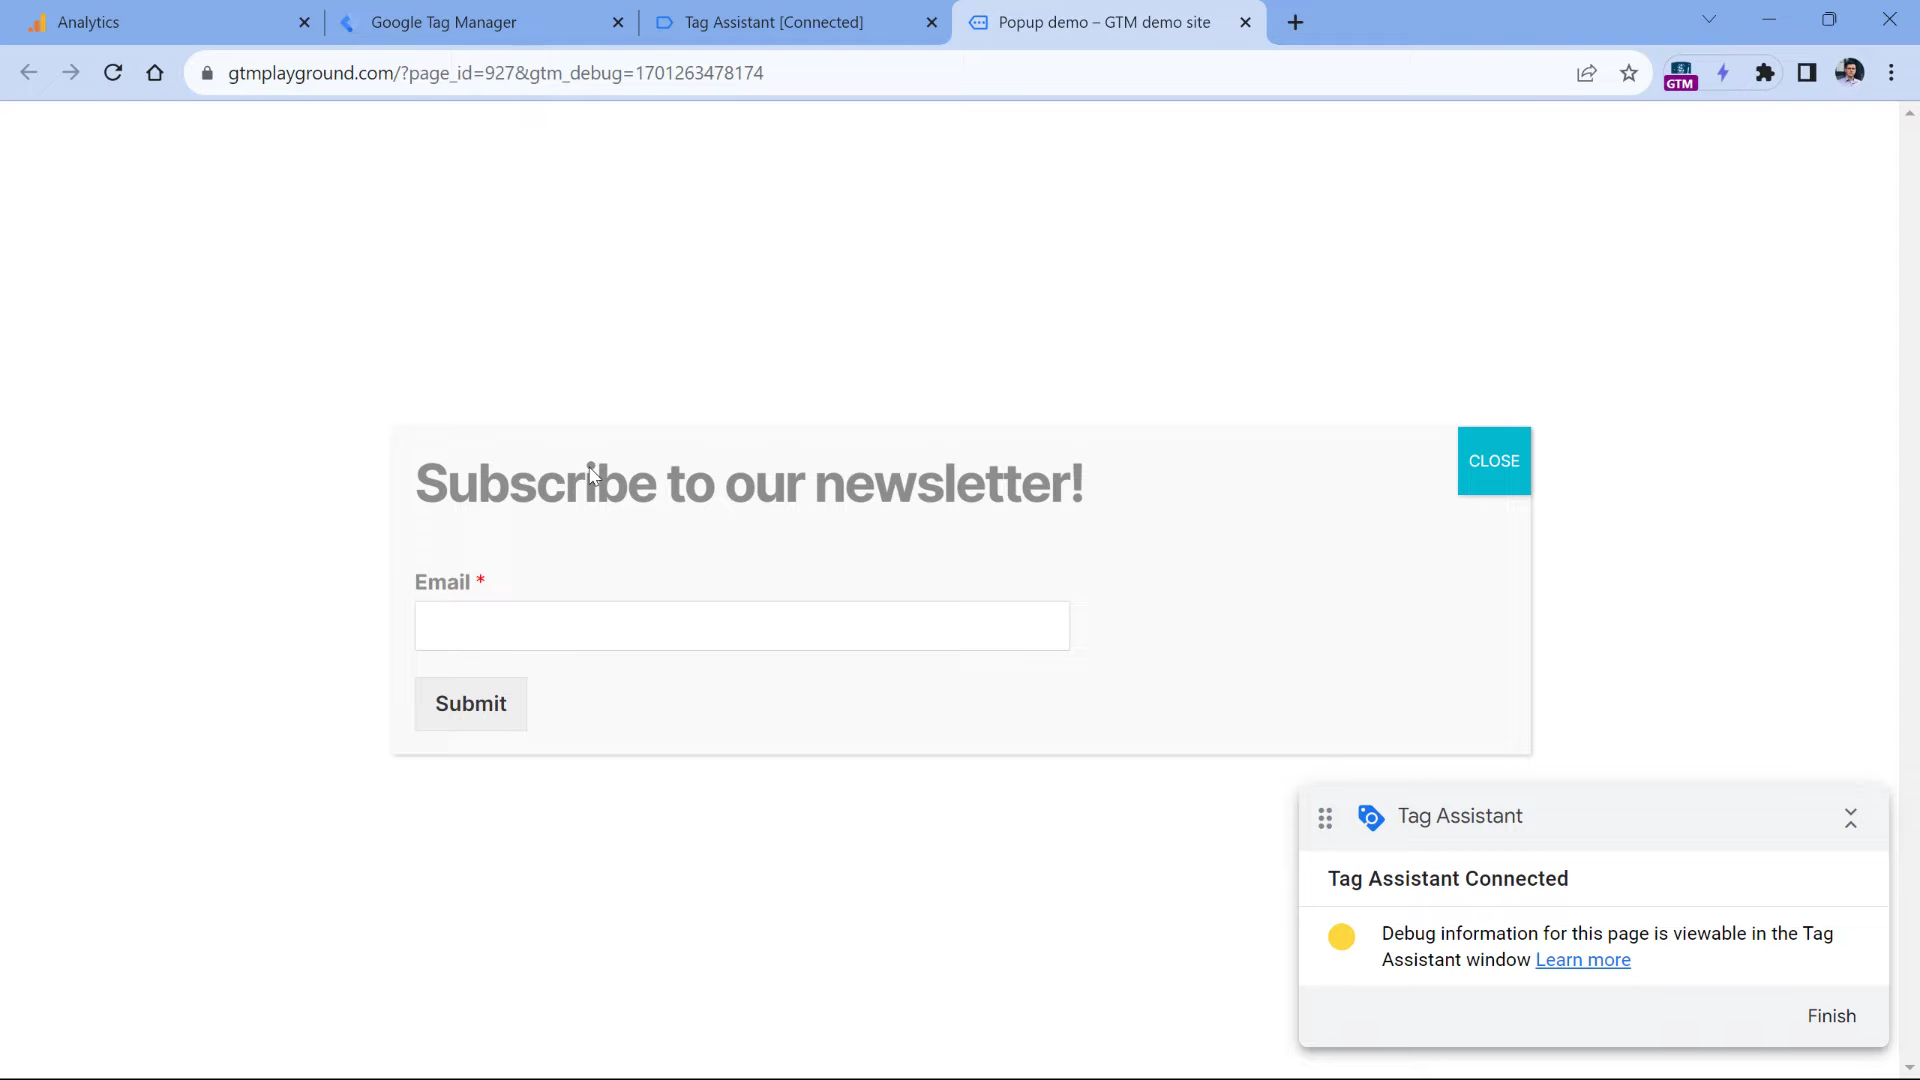 Analytics
Google Tag Manager
Tag Assistant [Connected]
Popup demo – GTM demo site
gtmplayground.com/?page_id=927&gtm_debug=1701263478174
GTM
Subscribe to our newsletter!
CLOSE
Email *
Submit
Tag Assistant
Tag Assistant Connected
Debug information for this page is viewable in the Tag
Assistant window Learn more
Finish